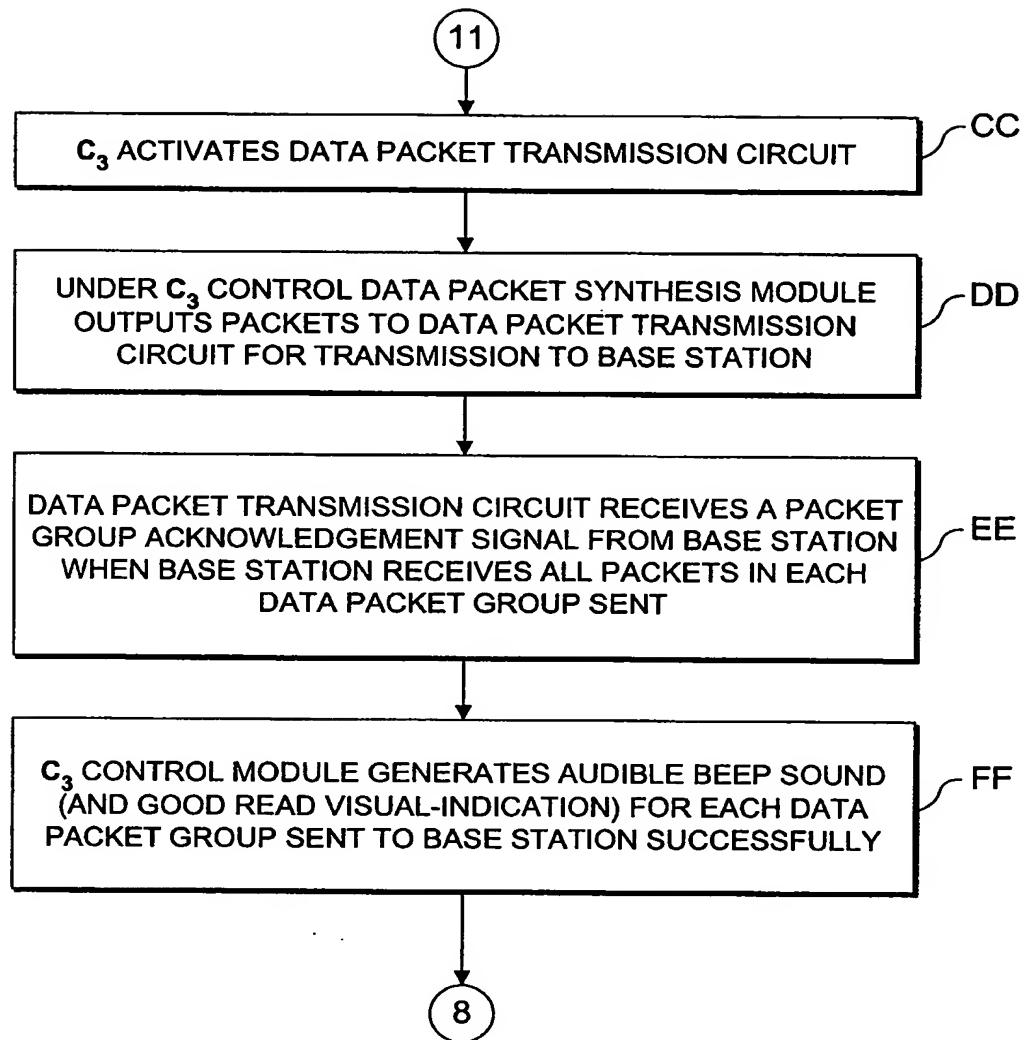 11
C₃ ACTIVATES DATA PACKET TRANSMISSION CIRCUIT
CC
UNDER C₃ CONTROL DATA PACKET SYNTHESIS MODULE
OUTPUTS PACKETS TO DATA PACKET TRANSMISSION
CIRCUIT FOR TRANSMISSION TO BASE STATION
DD
DATA PACKET TRANSMISSION CIRCUIT RECEIVES A PACKET
GROUP ACKNOWLEDGEMENT SIGNAL FROM BASE STATION
WHEN BASE STATION RECEIVES ALL PACKETS IN EACH
DATA PACKET GROUP SENT
EE
C₃ CONTROL MODULE GENERATES AUDIBLE BEEP SOUND
(AND GOOD READ VISUAL-INDICATION) FOR EACH DATA
PACKET GROUP SENT TO BASE STATION SUCCESSFULLY
FF
8